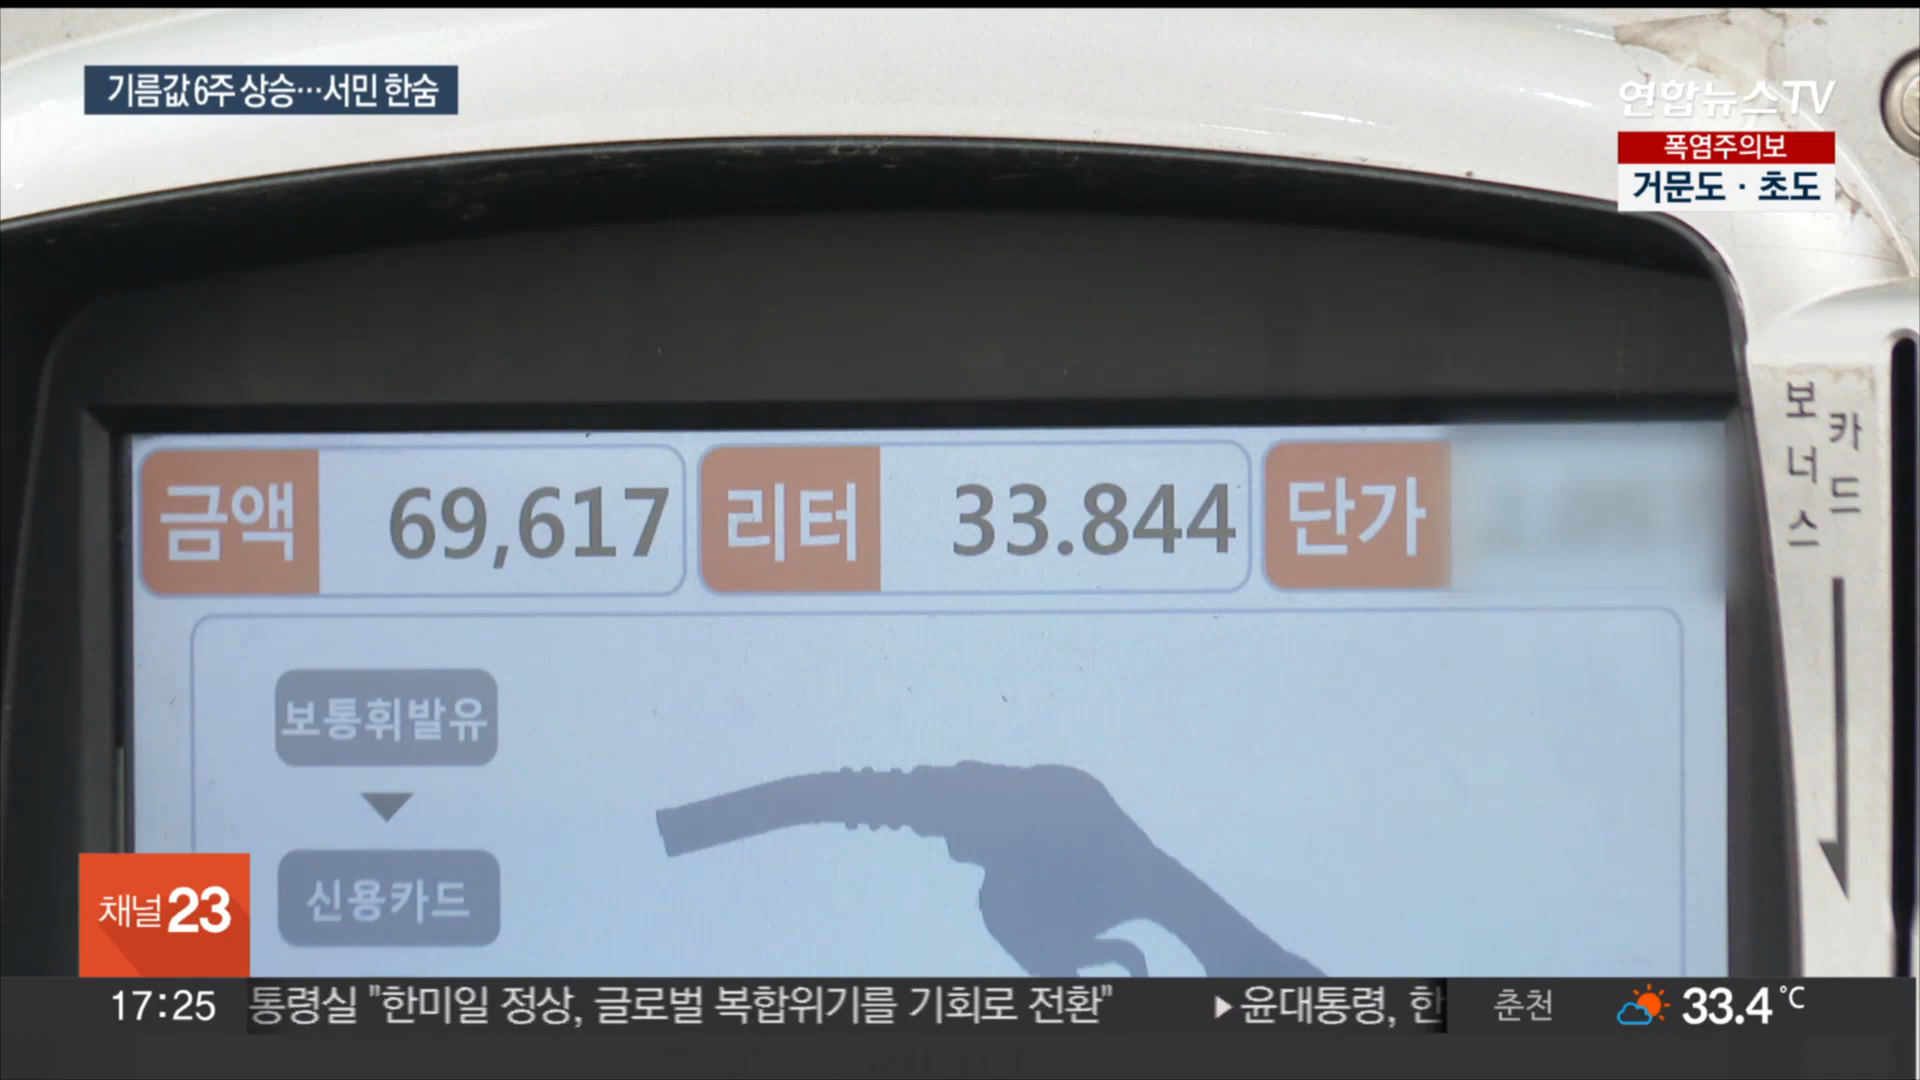 기름값 6주 상승…서민 한숨
연합뉴스TV
폭염주의보
거문도 · 초도
보너스
카드
금액 69,617 리터 33.844 단가
보통휘발유
신용카드
채널 23
17:25 통령실 "한미일 정상, 글로벌 복합위기를 기회로 전환" ▶윤대통령, 한 춘천 33.4℃